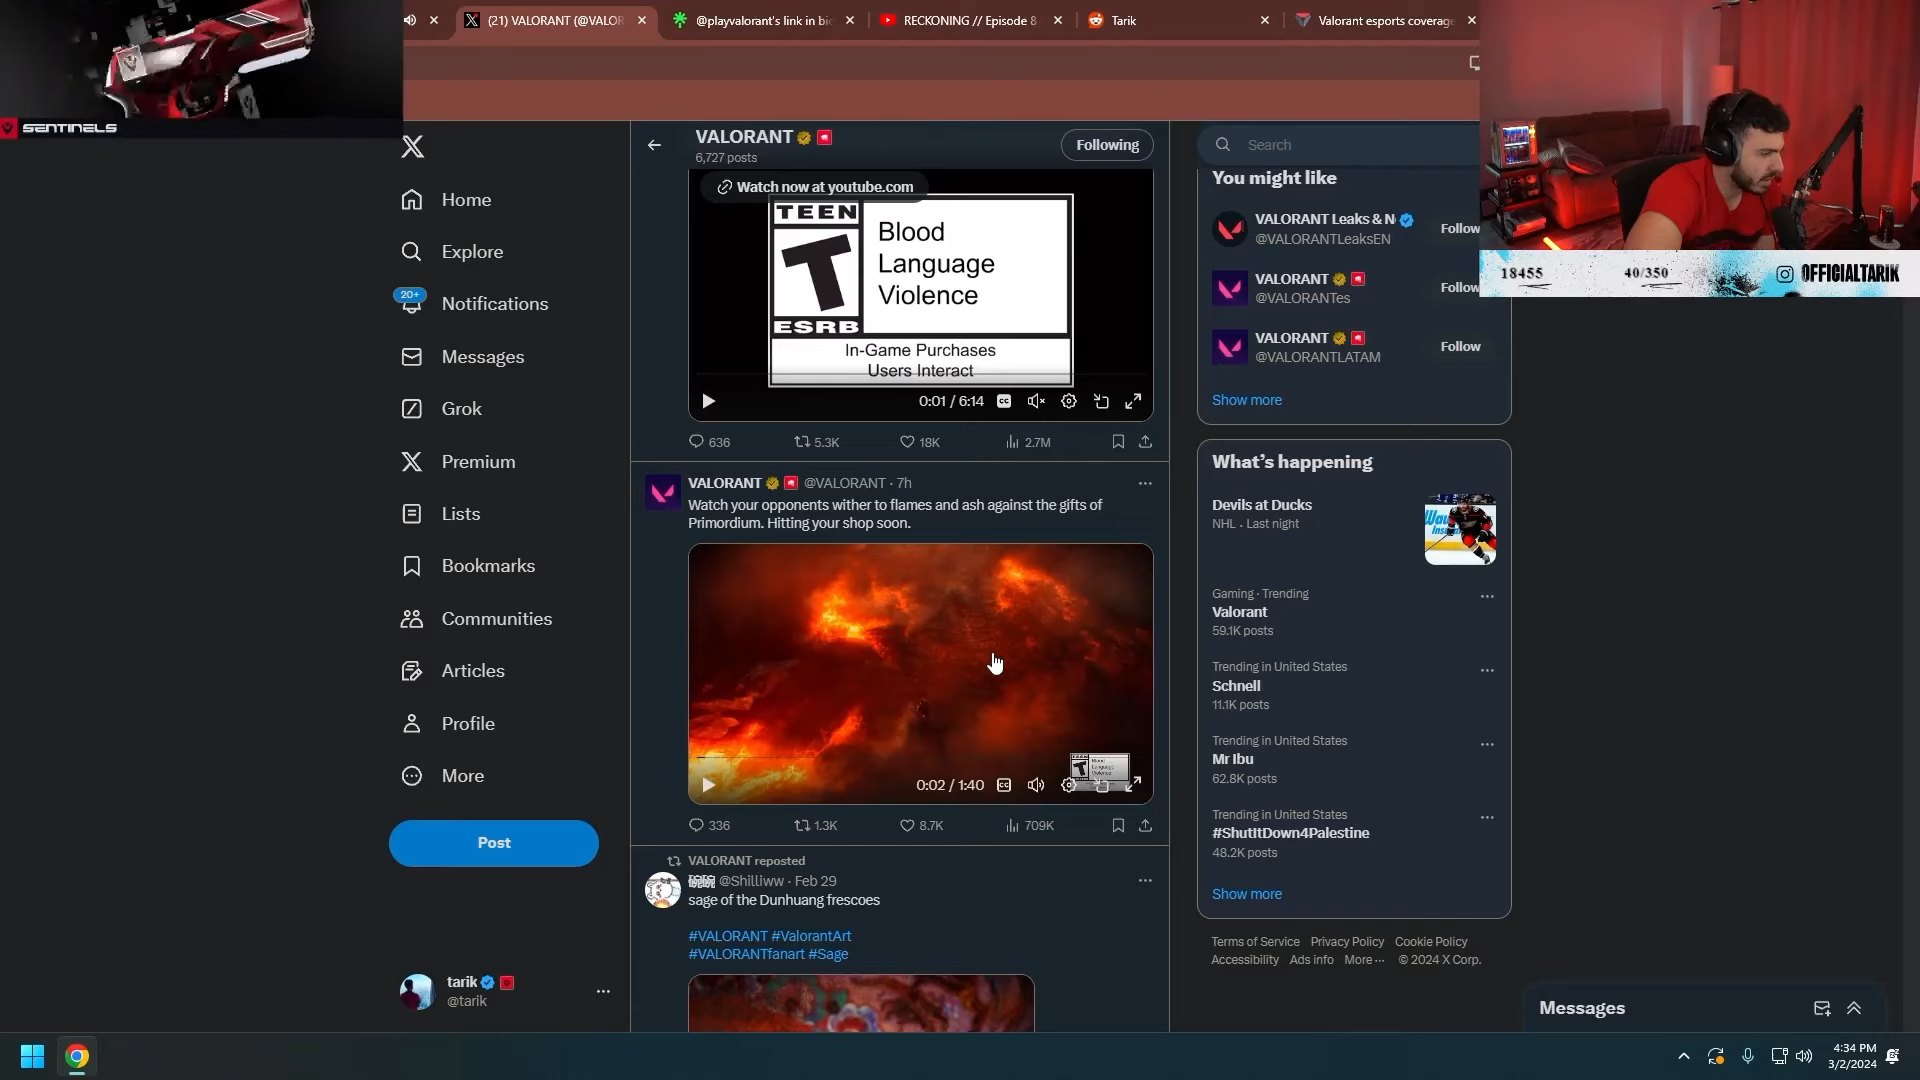 (21) VALORANT (@VALOR
@playvalorant's link in bi
RECKONING // Episode 8
Tarik
Valorant esports coverage
SENTINELS
18455
40/350
OFFICIALTARIK
Home
Explore
20+
Notifications
Messages
Grok
Premium
Lists
Bookmarks
Communities
Articles
Profile
More
Post
tarik
@tarik
VALORANT
6,727 posts
Following
Watch now at youtube.com
TEEN
T
ESRB
Blood
Language
Violence
In-Game Purchases
Users Interact
0:01 / 6:14
CC
636
5.3K
18K
2.7M
VALORANT @VALORANT · 7h
Watch your opponents wither to flames and ash against the gifts of
Primordium. Hitting your shop soon.
TEEN
T
Blood
Language
Violence
0:02 / 1:40
CC
336
1.3K
8.7K
709K
VALORANT reposted
@Shilliww · Feb 29
sage of the Dunhuang frescoes
#VALORANT #ValorantArt
#VALORANTfanart #Sage
Search
You might like
VALORANT Leaks & N
@VALORANTLeaksEN
Follow
VALORANT
@VALORANTes
Follow
VALORANT
@VALORANTLATAM
Follow
Show more
What's happening
Devils at Ducks
NHL · Last night
Gaming · Trending
Valorant
59.1K posts
Trending in United States
Schnell
11.1K posts
Trending in United States
Mr Ibu
62.8K posts
Trending in United States
#ShutItDown4Palestine
48.2K posts
Show more
Terms of Service Privacy Policy Cookie Policy
Accessibility Ads info More ··· © 2024 X Corp.
Messages
4:34 PM
3/2/2024